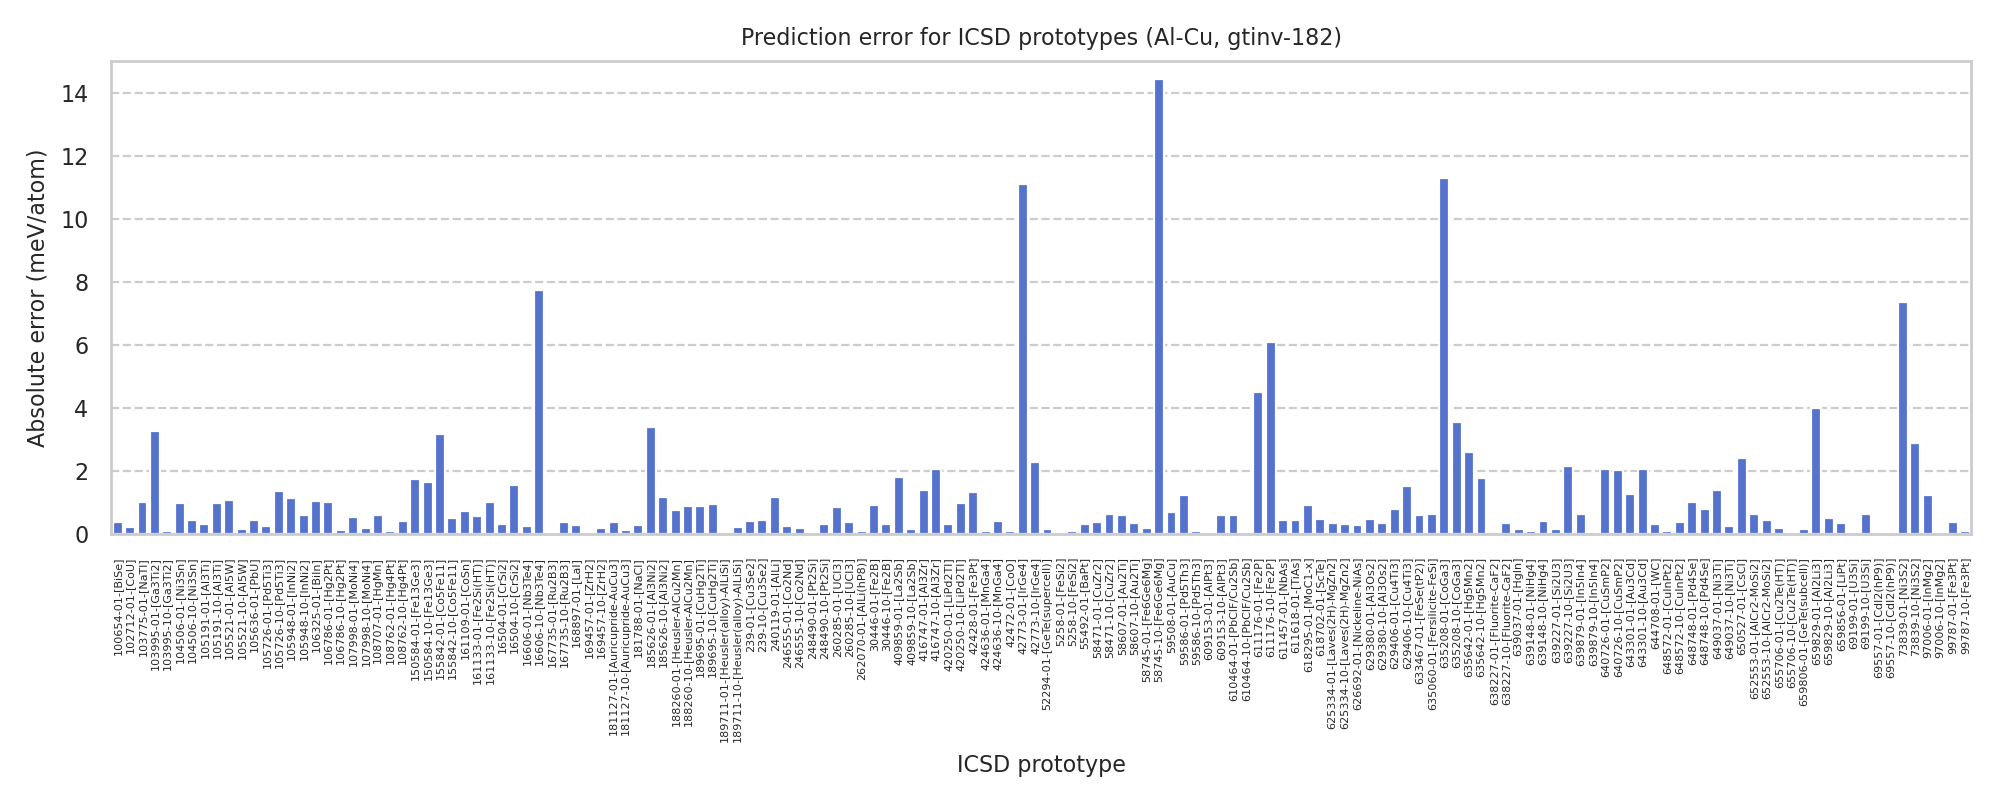 Prediction error for ICSD prototypes (Al-Cu, gtinv-182)
Absolute error (meV/atom)
14
12
10
8
6
4
2
0
100654-01-[BiSe]
102712-01-[CoU]
103775-01-[NaTl]
103995-01-[Ga3Ti2]
103995-10-[Ga3Ti2]
104506-01-[Ni3Sn]
104506-10-[Ni3Sn]
105191-01-[Al3Ti]
105191-10-[Al3Ti]
105521-01-[Al5W]
105521-10-[Al5W]
105636-01-[PbU]
105726-01-[Pd5Ti3]
105726-10-[Pd5Ti3]
105948-01-[InNi2]
105948-10-[InNi2]
106325-01-[BiIn]
106786-01-[Hg2Pt]
106786-10-[Hg2Pt]
107998-01-[MoNi4]
107998-10-[MoNi4]
108707-01-[HgMn]
108762-01-[Hg4Pt]
108762-10-[Hg4Pt]
150584-01-[Fe13Ge3]
150584-10-[Fe13Ge3]
155842-01-[Co5Fe11]
155842-10-[Co5Fe11]
161109-01-[CoSn]
161133-01-[Fe2Si(HT)]
161133-10-[Fe2Si(HT)]
16504-01-[CrSi2]
16504-10-[CrSi2]
16606-01-[Nb3Te4]
16606-10-[Nb3Te4]
167735-01-[Ru2B3]
167735-10-[Ru2B3]
168897-01-[LaI]
169457-01-[ZrH2]
169457-10-[ZrH2]
181127-01-[Auricupride-AuCu3]
181127-10-[Auricupride-AuCu3]
181788-01-[NaCl]
185626-01-[Al3Ni2]
185626-10-[Al3Ni2]
188260-01-[Heusler-AlCu2Mn]
188260-10-[Heusler-AlCu2Mn]
189695-01-[CuHg2Ti]
189695-10-[CuHg2Ti]
189711-01-[Heusler(alloy)-AlLiSi]
189711-10-[Heusler(alloy)-AlLiSi]
239-01-[Cu3Se2]
239-10-[Cu3Se2]
240119-01-[AlLi]
246555-01-[Co2Nd]
246555-10-[Co2Nd]
248490-01-[Pt2Si]
248490-10-[Pt2Si]
260285-01-[UCl3]
260285-10-[UCl3]
262070-01-[AlLi(hP8)]
30446-01-[Fe2B]
30446-10-[Fe2B]
409859-01-[La2Sb]
409859-10-[La2Sb]
416747-01-[Al3Zr]
416747-10-[Al3Zr]
420250-01-[LiPd2Tl]
420250-10-[LiPd2Tl]
42428-01-[Fe3Pt]
424636-01-[MnGa4]
424636-10-[MnGa4]
42472-01-[CoO]
42773-01-[IrGe4]
42773-10-[IrGe4]
52294-01-[GeTe(supercell)]
5258-01-[FeSi2]
5258-10-[FeSi2]
55492-01-[BaPt]
58471-01-[CuZr2]
58471-10-[CuZr2]
58607-01-[Au2Ti]
58607-10-[Au2Ti]
58745-01-[Fe6Ge6Mg]
58745-10-[Fe6Ge6Mg]
59508-01-[AuCu]
59586-01-[Pd5Th3]
59586-10-[Pd5Th3]
609153-01-[AlPt3]
609153-10-[AlPt3]
610464-01-[PbClF/Cu2Sb]
610464-10-[PbClF/Cu2Sb]
611176-01-[Fe2P]
611176-10-[Fe2P]
611457-01-[NbAs]
611618-01-[TiAs]
618295-01-[MoC1-x]
618702-01-[ScTe]
625334-01-[Laves(2H)-MgZn2]
625334-10-[Laves(2H)-MgZn2]
626692-01-[Nickeline-NiAs]
629380-01-[Al3Os2]
629380-10-[Al3Os2]
629406-01-[Cu4Ti3]
629406-10-[Cu4Ti3]
633467-01-[FeSe(tP2)]
635060-01-[Fersilicite-FeSi]
635208-01-[CoGa3]
635208-10-[CoGa3]
635642-01-[Hg5Mn2]
635642-10-[Hg5Mn2]
638227-01-[Fluorite-CaF2]
638227-10-[Fluorite-CaF2]
639037-01-[HgIn]
639148-01-[NiHg4]
639148-10-[NiHg4]
639227-01-[Si2U3]
639227-10-[Si2U3]
639879-01-[In5In4]
639879-10-[In5In4]
640726-01-[CuSmP2]
640726-10-[CuSmP2]
643301-01-[Au3Cd]
643301-10-[Au3Cd]
644708-01-[WC]
648572-01-[CuInPt2]
648572-10-[CuInPt2]
648748-01-[Pd4Se]
648748-10-[Pd4Se]
649037-01-[Ni3Ti]
649037-10-[Ni3Ti]
650527-01-[CsCl]
652553-01-[AlCr2-MoSi2]
652553-10-[AlCr2-MoSi2]
655706-01-[Cu2Te(HT)]
655706-10-[Cu2Te(HT)]
659806-01-[GeTe(subcell)]
659829-01-[Al2Li3]
659829-10-[Al2Li3]
659856-01-[LiPt]
69199-01-[U3Si]
69199-10-[U3Si]
69557-01-[CdI2(hP9)]
69557-10-[CdI2(hP9)]
73839-01-[Ni3S2]
73839-10-[Ni3S2]
97006-01-[InMg2]
97006-10-[InMg2]
99787-01-[Fe3Pt]
99787-10-[Fe3Pt]
ICSD prototype